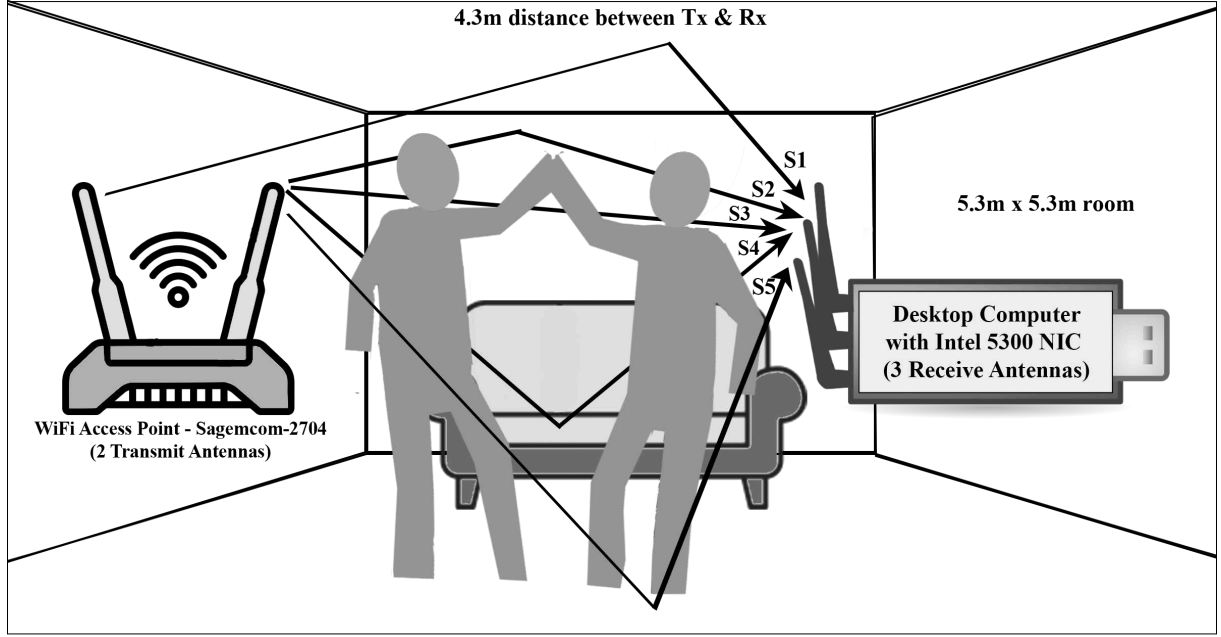 4.3m distance between Tx & Rx
S1
S2
S3
S4
S5
5.3m x 5.3m room
Desktop Computer
with Intel 5300 NIC
(3 Receive Antennas)
WiFi Access Point - Sagemcom-2704
(2 Transmit Antennas)